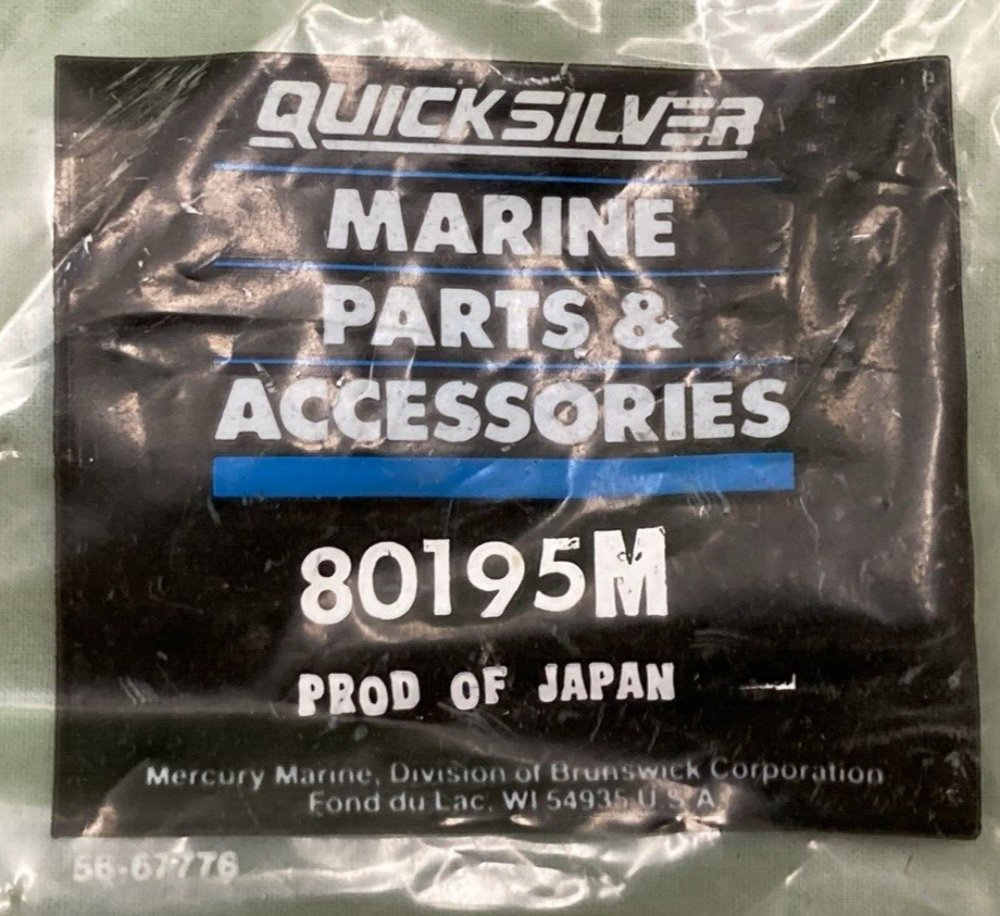 QUICKSILVER
MARINE
PARTS &
ACCESSORIES
80195M
PROD OF JAPAN
Mercury Marine, Division of Brunswick Corporation
Fond du Lac, WI 54935 U.S.A.
56-67776